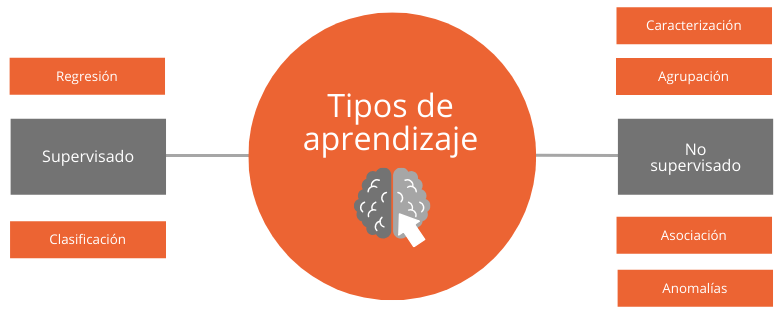 Tipos de
aprendizaje
Regresión
Supervisado
Clasificación
Caracterización
Agrupación
No
supervisado
Asociación
Anomalías